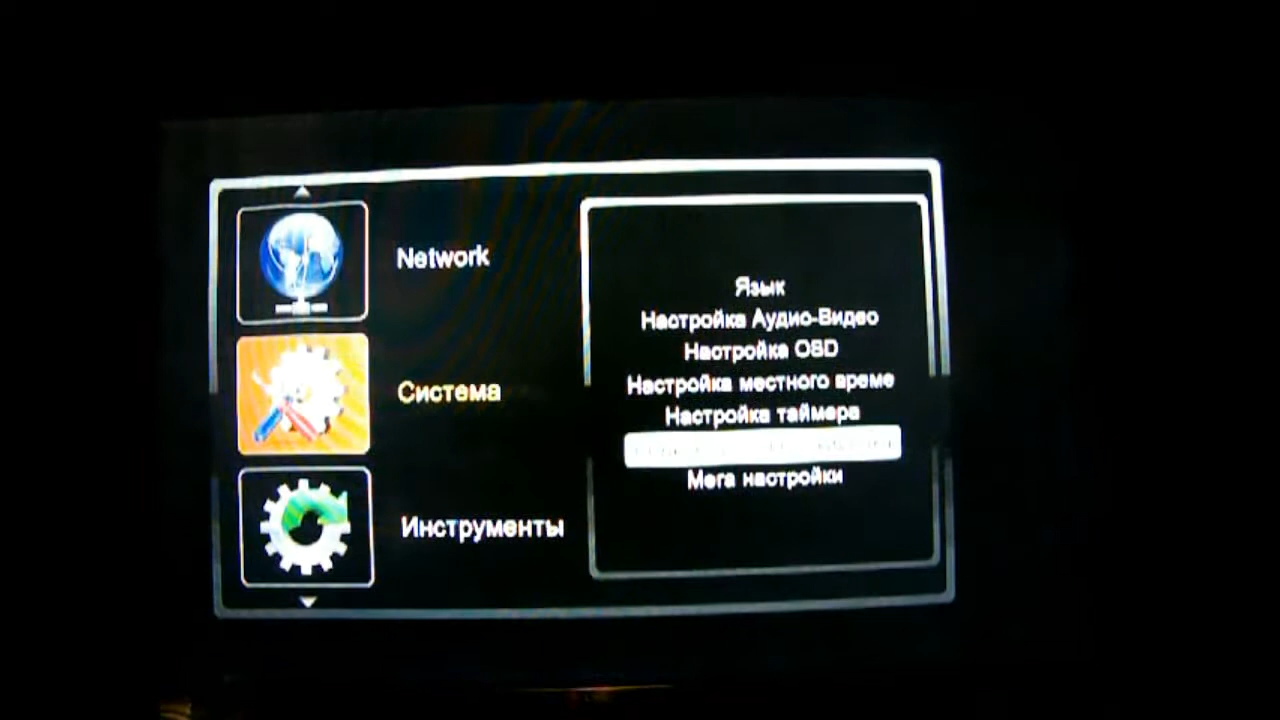 Network
Система
Инструменты
Язык
Настройка Аудио-Видео
Настройка OSD
Настройка местного време
Настройка таймера
Мега настройки